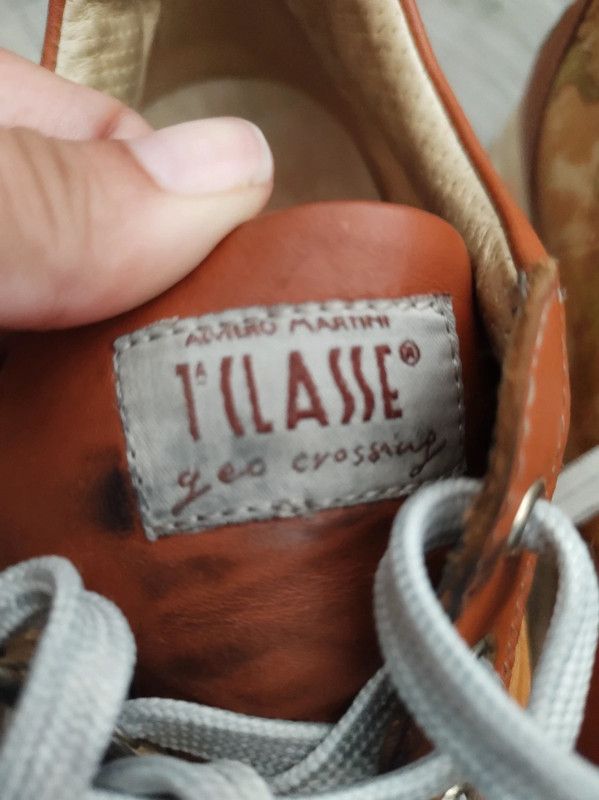 ALVIERO MARTINI
1ᴬ CLASSE®
geo crossing